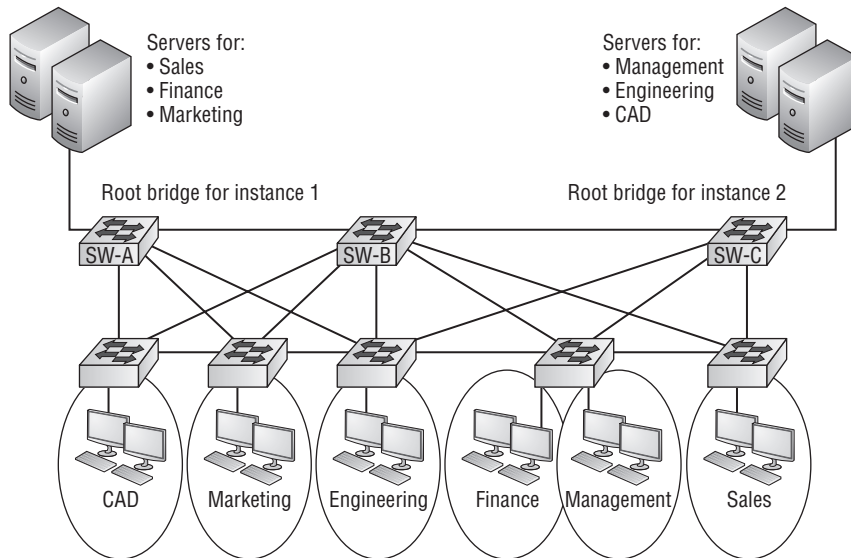 Servers for:
• Sales
• Finance
• Marketing
Servers for:
• Management
• Engineering
• CAD
Root bridge for instance 1
Root bridge for instance 2
SW-A
SW-B
SW-C
CAD
Marketing
Engineering
Finance
Management
Sales